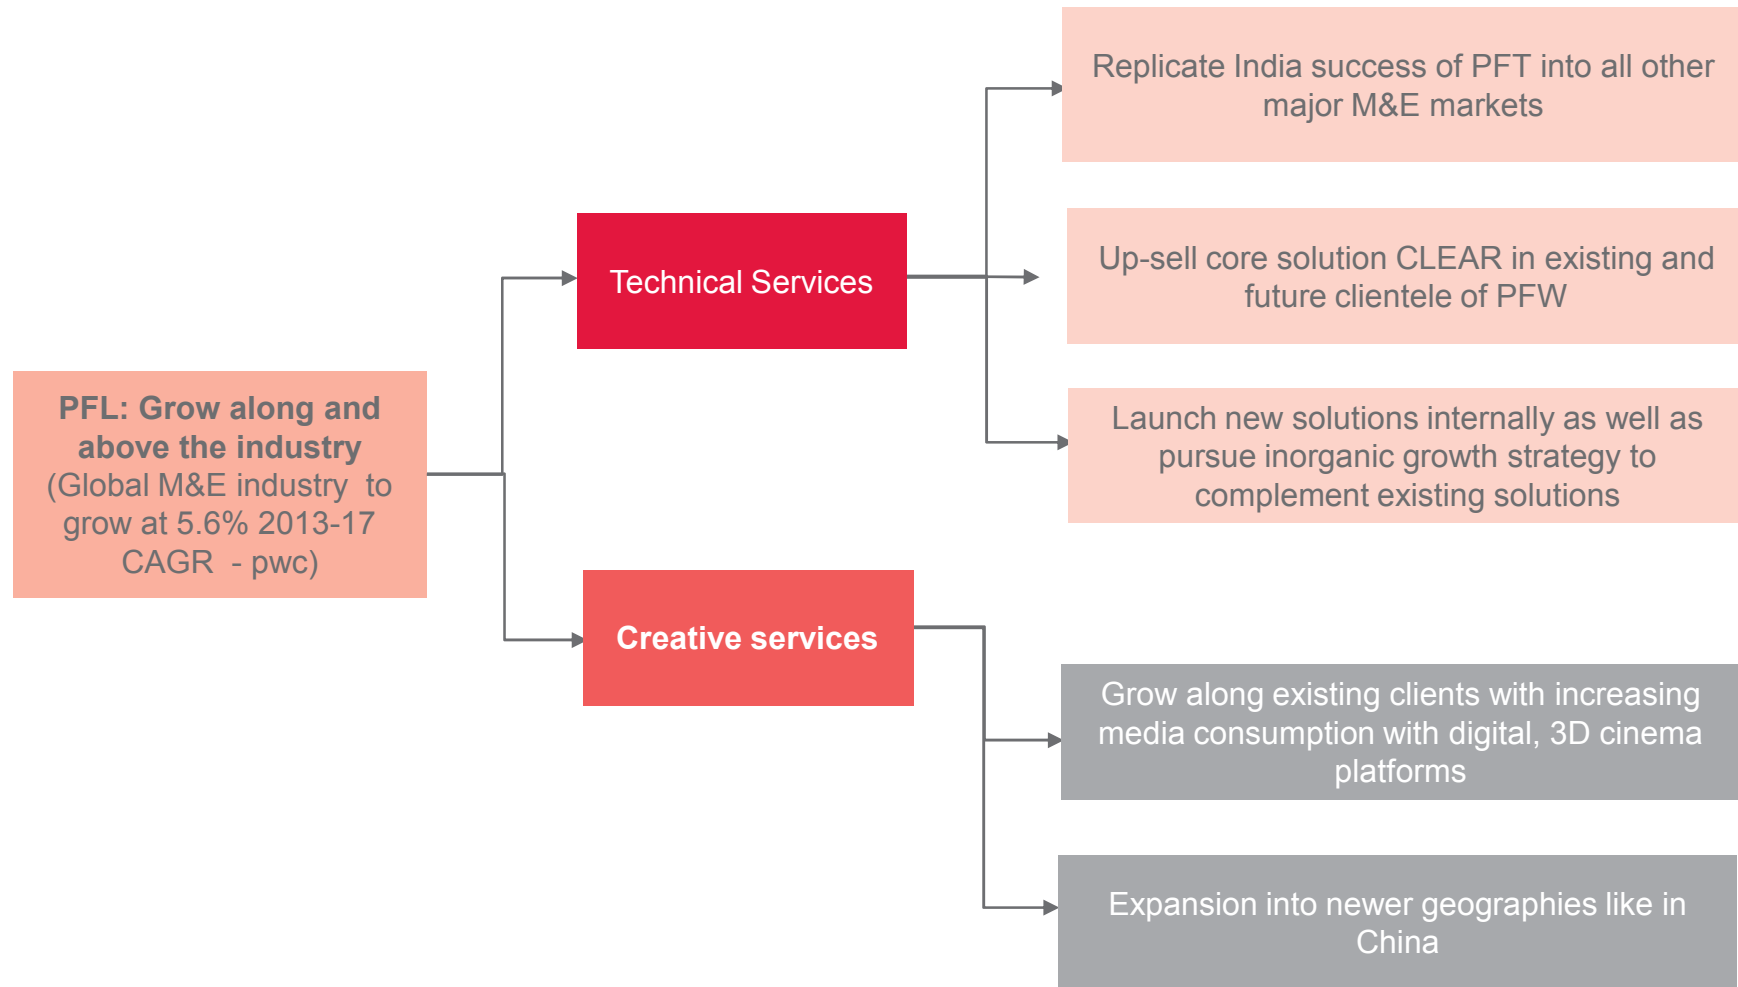 Replicate India success of PFT into all other
major M&E markets
Technical Services
Up-sell core solution CLEAR in existing and
future clientele of PFW
PFL: Grow along and
above the industry
(Global M&E industry  to
grow at 5.6% 2013-17
CAGR  - pwc)
Launch new solutions internally as well as
pursue inorganic growth strategy to
complement existing solutions
Creative services
Grow along existing clients with increasing
media consumption with digital, 3D cinema
platforms
Expansion into newer geographies like in
China